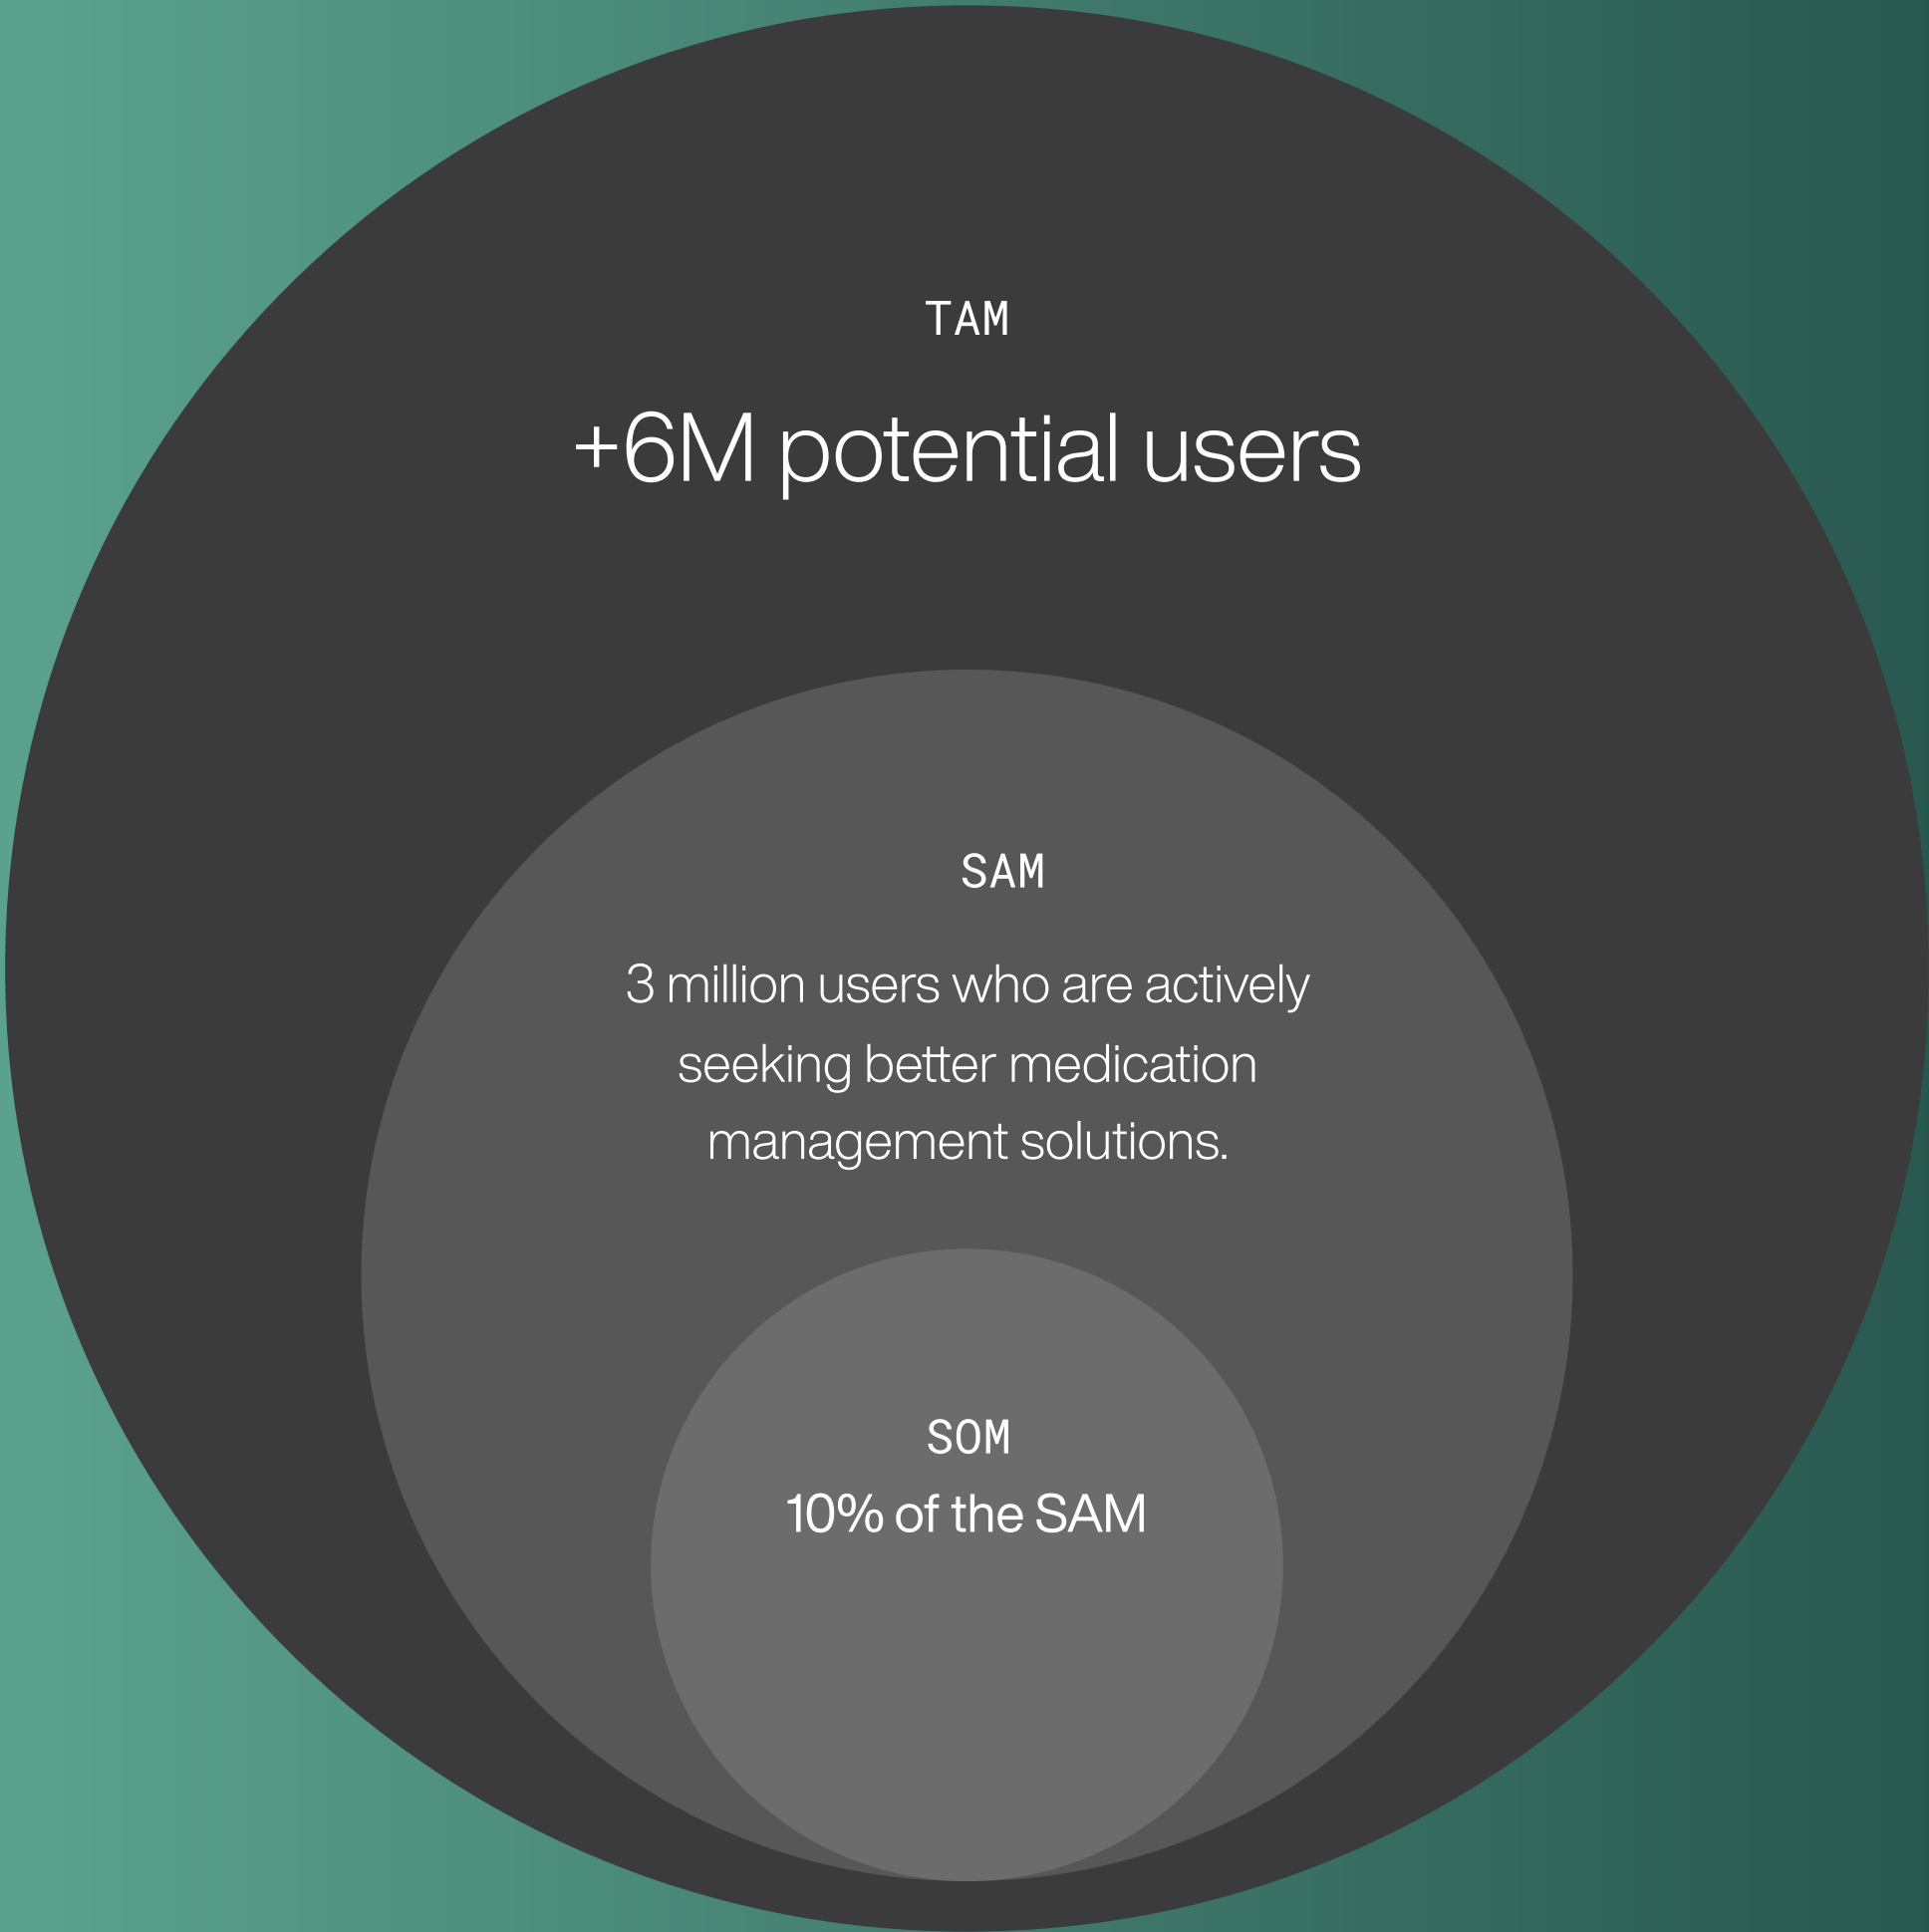 TAM
+6M potential users
SAM
3 million users who are actively
seeking better medication
management solutions.
SOM
10% of the SAM